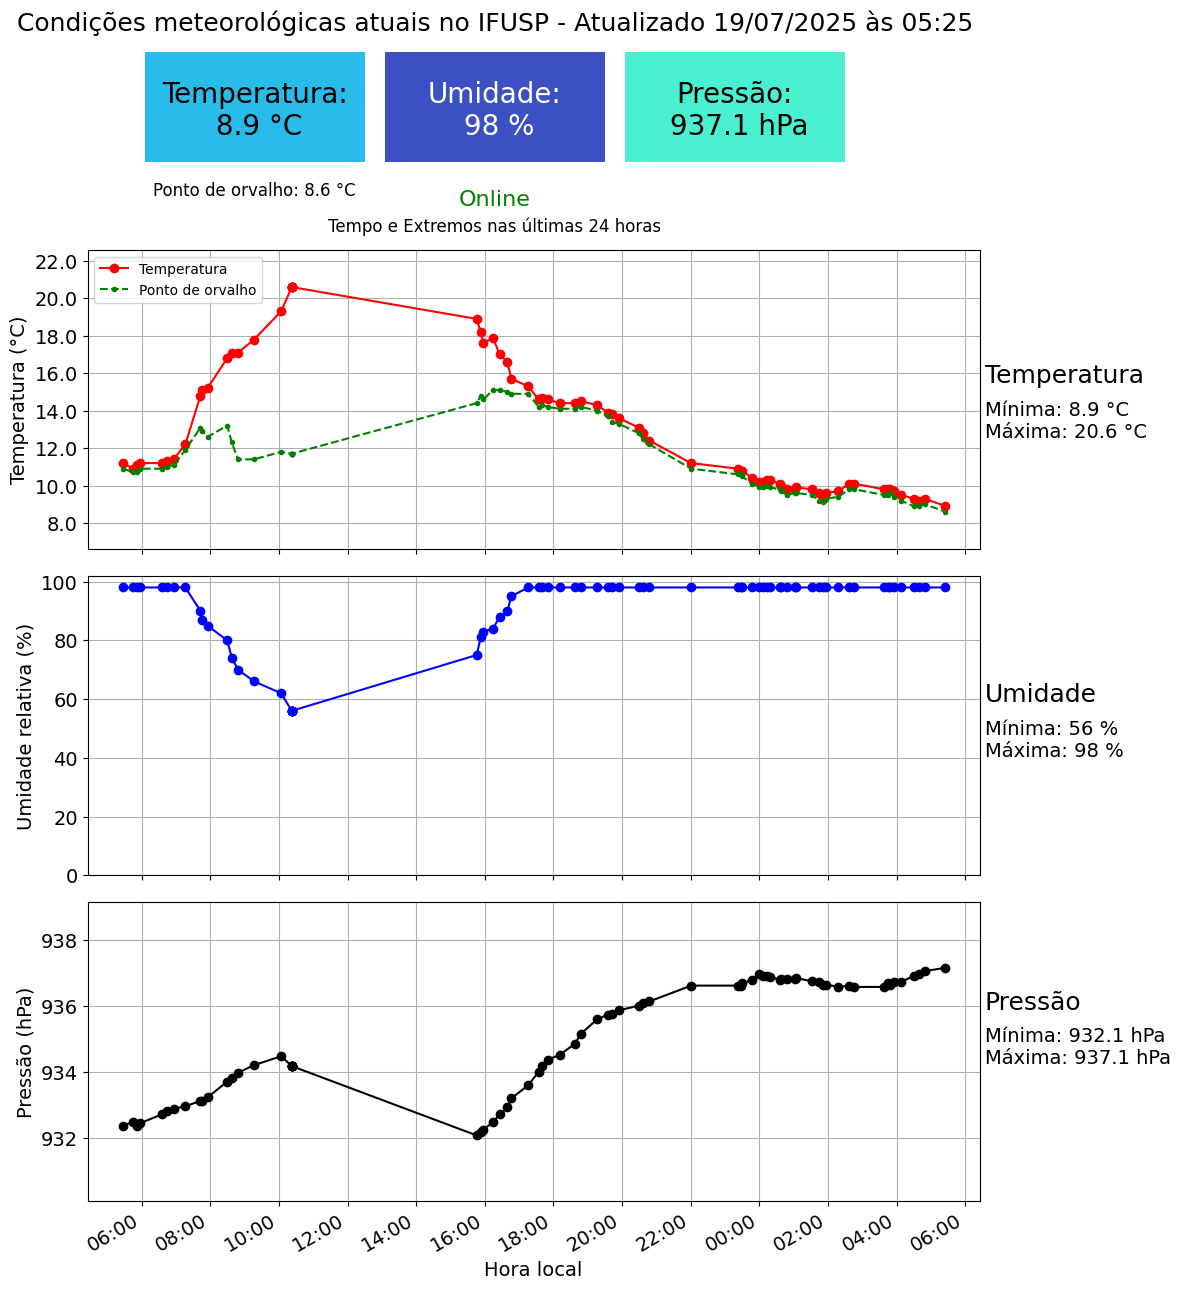 Condições meteorológicas atuais no IFUSP - Atualizado 19/07/2025 às 05:25
Temperatura:
8.9 °C
Umidade:
98 %
Pressão:
937.1 hPa
Ponto de orvalho: 8.6 °C
Online
Tempo e Extremos nas últimas 24 horas
Temperatura (°C)
22.0
20.0
18.0
16.0
14.0
12.0
10.0
8.0
Temperatura
Ponto de orvalho
Temperatura
Mínima: 8.9 °C
Máxima: 20.6 °C
Umidade relativa (%)
100
80
60
40
20
0
Umidade
Mínima: 56 %
Máxima: 98 %
Pressão (hPa)
938
936
934
932
Pressão
Mínima: 932.1 hPa
Máxima: 937.1 hPa
06:00 08:00 10:00 12:00 14:00 16:00 18:00 20:00 22:00 00:00 02:00 04:00 06:00
Hora local